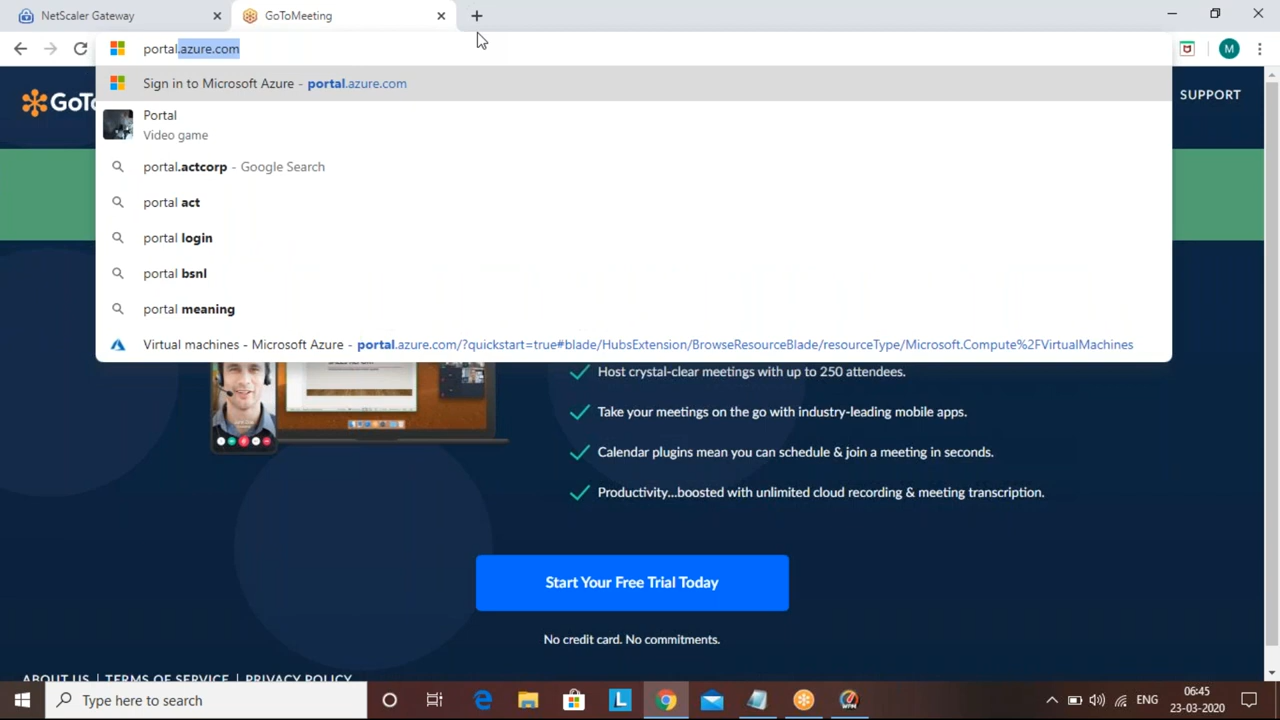 NetScaler Gateway
GoToMeeting
portal.azure.com
M
Sign in to Microsoft Azure - portal.azure.com
GoTo
SUPPORT
Portal
Video game
portal.actcorp - Google Search
portal act
portal login
portal bsnl
portal meaning
Virtual machines - Microsoft Azure - portal.azure.com/?quickstart=true#blade/HubsExtension/BrowseResourceBlade/resourceType/Microsoft.Compute%2FVirtualMachines
Host crystal-clear meetings with up to 250 attendees.
Take your meetings on the go with industry-leading mobile apps.
Calendar plugins mean you can schedule & join a meeting in seconds.
Productivity...boosted with unlimited cloud recording & meeting transcription.
Start Your Free Trial Today
No credit card. No commitments.
ABOUT US | TERMS OF SERVICE | PRIVACY POLICY
Type here to search
L
ENG
06:45
23-03-2020